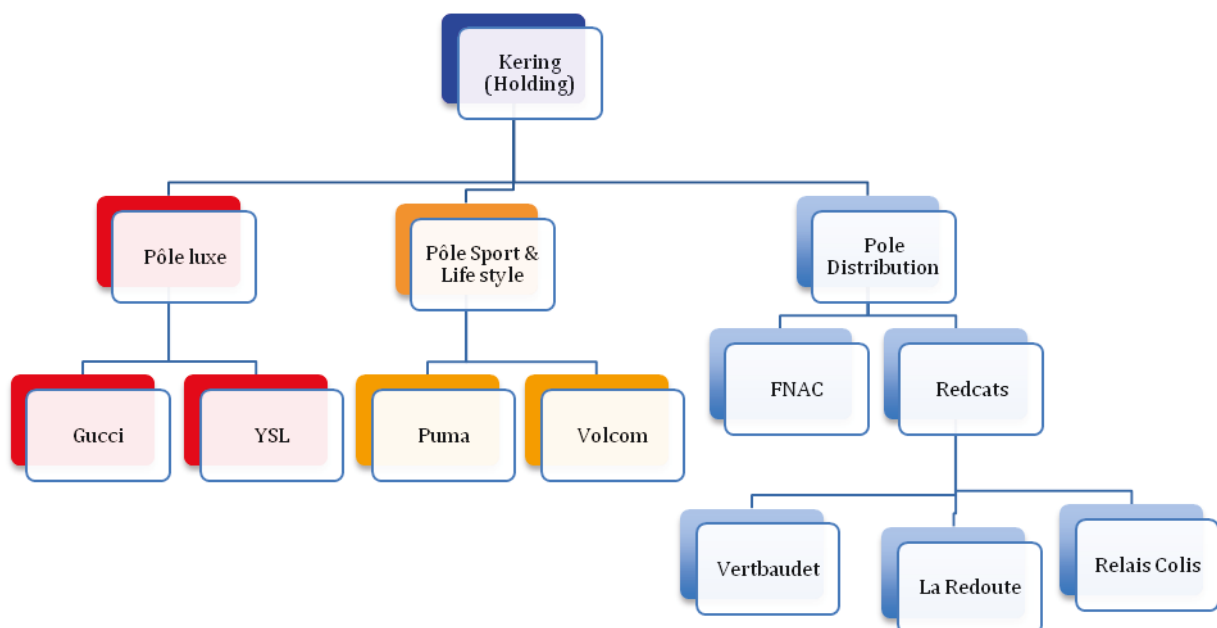 Kering
(Holding)
Pôle luxe
Pôle Sport &
Life style
Pole
Distribution
Gucci
YSL
Puma
Volcom
FNAC
Redcats
Vertbaudet
La Redoute
Relais Colis